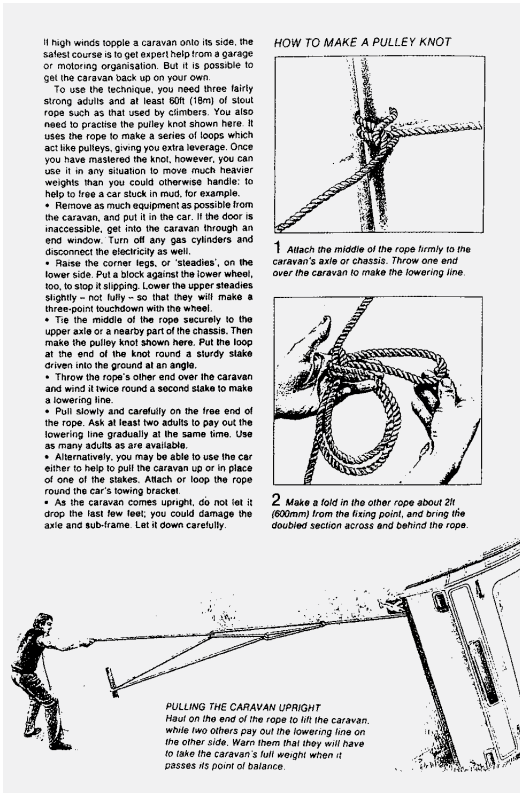 If high winds topple a caravan onto its side, the
safest course is to get expert help from a garage
or motoring organisation. But it is possible to
get the caravan back up on your own.
To use the technique, you need three fairly
strong adults and at least 60ft (18m) of stout
rope such as that used by climbers. You also
need to practise the pulley knot shown here. It
uses the rope to make a series of loops which
act like pulleys, giving you extra leverage. Once
you have mastered the knot, however, you can
use it in any situation to move much heavier
weights than you could otherwise handle: to
help to free a car stuck in mud, for example.
• Remove as much equipment as possible from
the caravan, and put it in the car. If the door is
inaccessible, get into the caravan through an
end window. Turn off any gas cylinders and
disconnect the electricity as well.
• Raise the corner legs, or 'steadies', on the
lower side. Put a block against the lower wheel,
too, to stop it slipping. Lower the upper steadies
slightly – not fully – so that they will make a
three-point touchdown with the wheel.
• Tie the middle of the rope securely to the
upper axle or a nearby part of the chassis. Then
make the pulley knot shown here. Put the loop
at the end of the knot round a sturdy stake
driven into the ground at an angle.
• Throw the rope's other end over the caravan
and wind it twice round a second stake to make
a lowering line.
• Pull slowly and carefully on the free end of
the rope. Ask at least two adults to pay out the
lowering line gradually at the same time. Use
as many adults as are available.
• Alternatively, you may be able to use the car
either to help to pull the caravan up or in place
of one of the stakes. Attach or loop the rope
round the car's towing bracket.
• As the caravan comes upright, do not let it
drop the last few feet; you could damage the
axle and sub-frame. Let it down carefully.
HOW TO MAKE A PULLEY KNOT
1 Attach the middle of the rope firmly to the
caravan's axle or chassis. Throw one end
over the caravan to make the lowering line.
2 Make a fold in the other rope about 2ft
(600mm) from the fixing point, and bring the
doubled section across and behind the rope.
PULLING THE CARAVAN UPRIGHT
Haul on the end of the rope to lift the caravan,
while two others pay out the lowering line on
the other side. Warn them that they will have
to take the caravan's full weight when it
passes its point of balance.